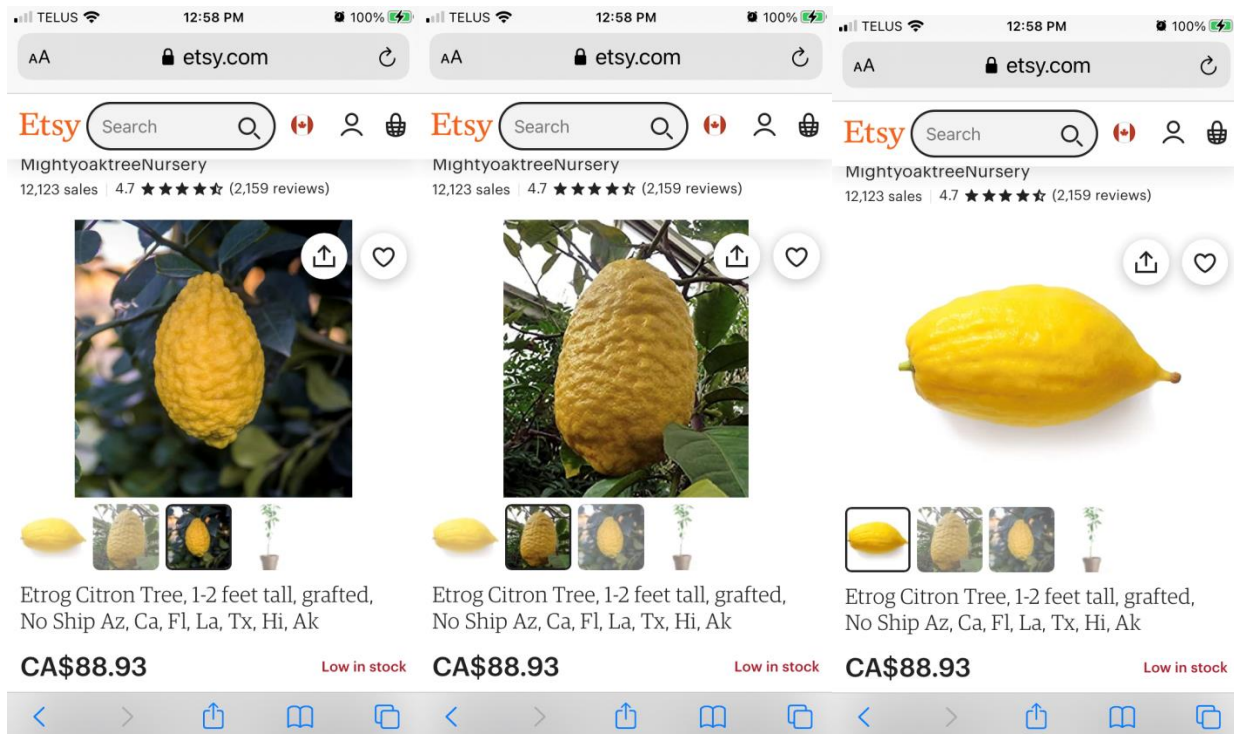 TELUS 12:58 PM 100%
AA etsy.com
Etsy Search
MightyoaktreeNursery
12,123 sales 4.7 (2,159 reviews)
Etrog Citron Tree, 1-2 feet tall, grafted,
No Ship Az, Ca, Fl, La, Tx, Hi, Ak
CA$88.93 Low in stock
TELUS 12:58 PM 100%
AA etsy.com
Etsy Search
MightyoaktreeNursery
12,123 sales 4.7 (2,159 reviews)
Etrog Citron Tree, 1-2 feet tall, grafted,
No Ship Az, Ca, Fl, La, Tx, Hi, Ak
CA$88.93 Low in stock
TELUS 12:58 PM 100%
AA etsy.com
Etsy Search
MightyoaktreeNursery
12,123 sales 4.7 (2,159 reviews)
Etrog Citron Tree, 1-2 feet tall, grafted,
No Ship Az, Ca, Fl, La, Tx, Hi, Ak
CA$88.93 Low in stock